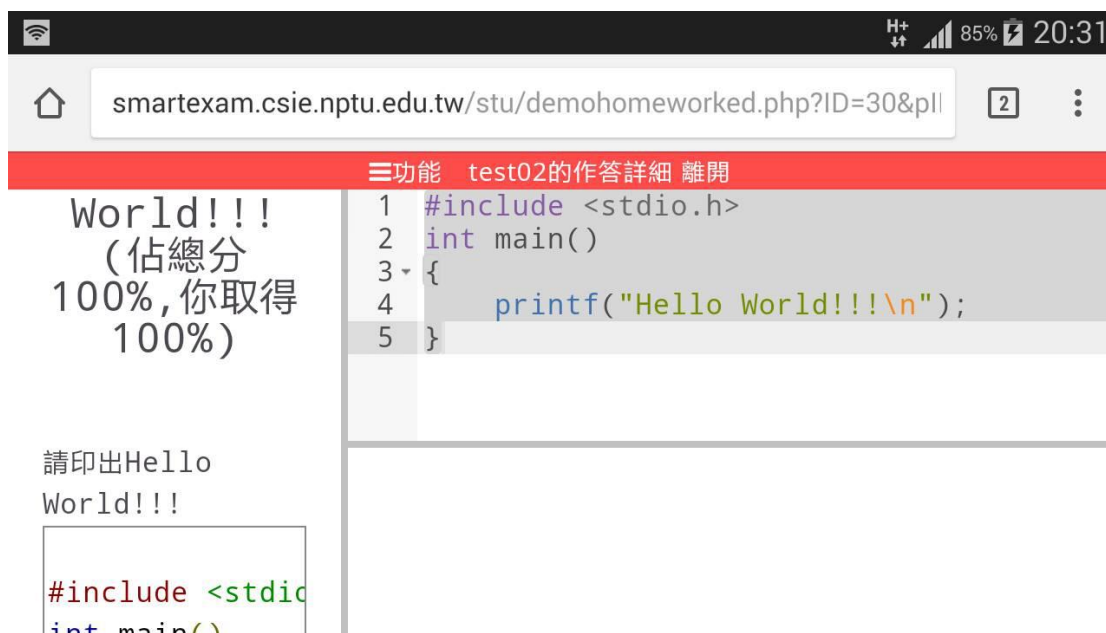 H+ 85% 20:31
smartexam.csie.nptu.edu.tw/stu/demohomeworked.php?ID=30&pI
2
功能 test02的作答詳細 離開
World!!!
(佔總分
100%,你取得
100%)
請印出Hello
World!!!
#include <stdio
int main()
1 #include <stdio.h>
2 int main()
3 {
4 printf("Hello World!!!\n");
5 }